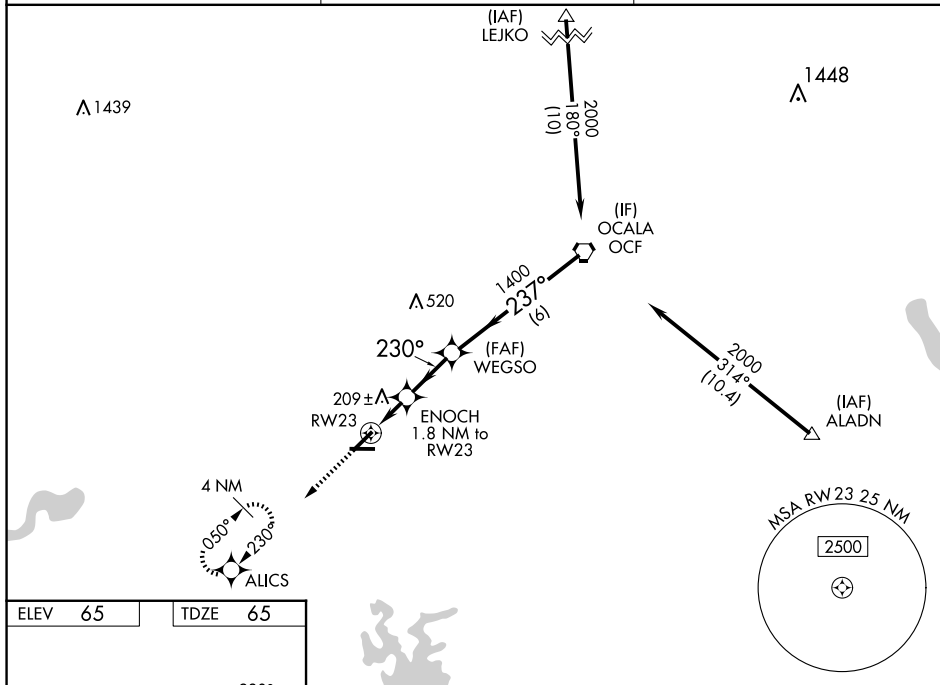 (IAF)
LEJKO
1439
1448
2000
180°
(10)
(IF)
OCALA
OCF
1400
237°
(6)
520
230°
(FAF)
WEGSO
2000
314°
(10.4)
209±
RW23
ENOCH
1.8 NM to
RW23
(IAF)
ALADN
4 NM
050°
230°
ALICS
MSA RW23 25 NM
2500
ELEV 65
TDZE 65